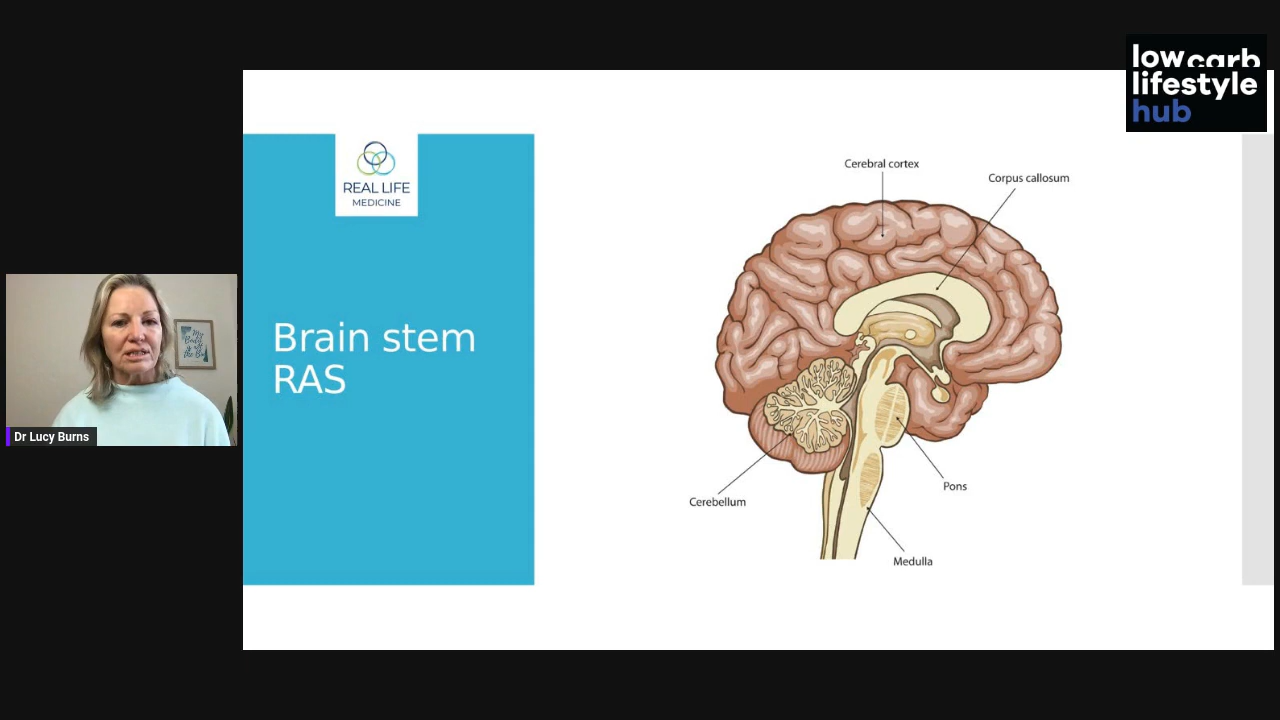 low carb
lifestyle
hub
REAL LIFE
MEDICINE
Brain stem
RAS
Cerebral cortex
Corpus callosum
Cerebellum
Pons
Medulla
Dr Lucy Burns